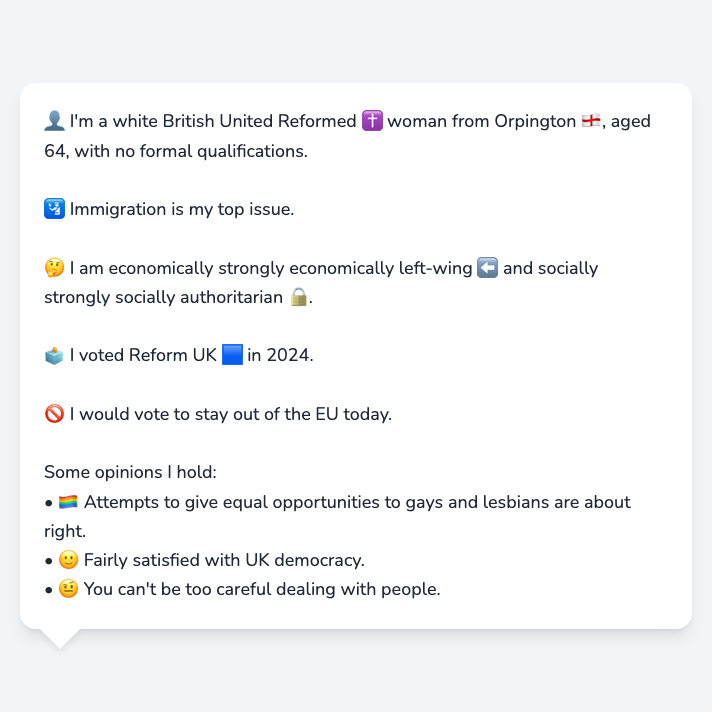 👤 I'm a white British United Reformed ✝️ woman from Orpington 🏴󠁧󠁢󠁥󠁮󠁧󠁿, aged
64, with no formal qualifications.
🛂 Immigration is my top issue.
🤔 I am economically strongly economically left-wing ⬅️ and socially
strongly socially authoritarian 🔒.
🗳️ I voted Reform UK 🟦 in 2024.
🚫 I would vote to stay out of the EU today.
Some opinions I hold:
• 🏳️‍🌈 Attempts to give equal opportunities to gays and lesbians are about
right.
• 🙂 Fairly satisfied with UK democracy.
• 🤨 You can't be too careful dealing with people.